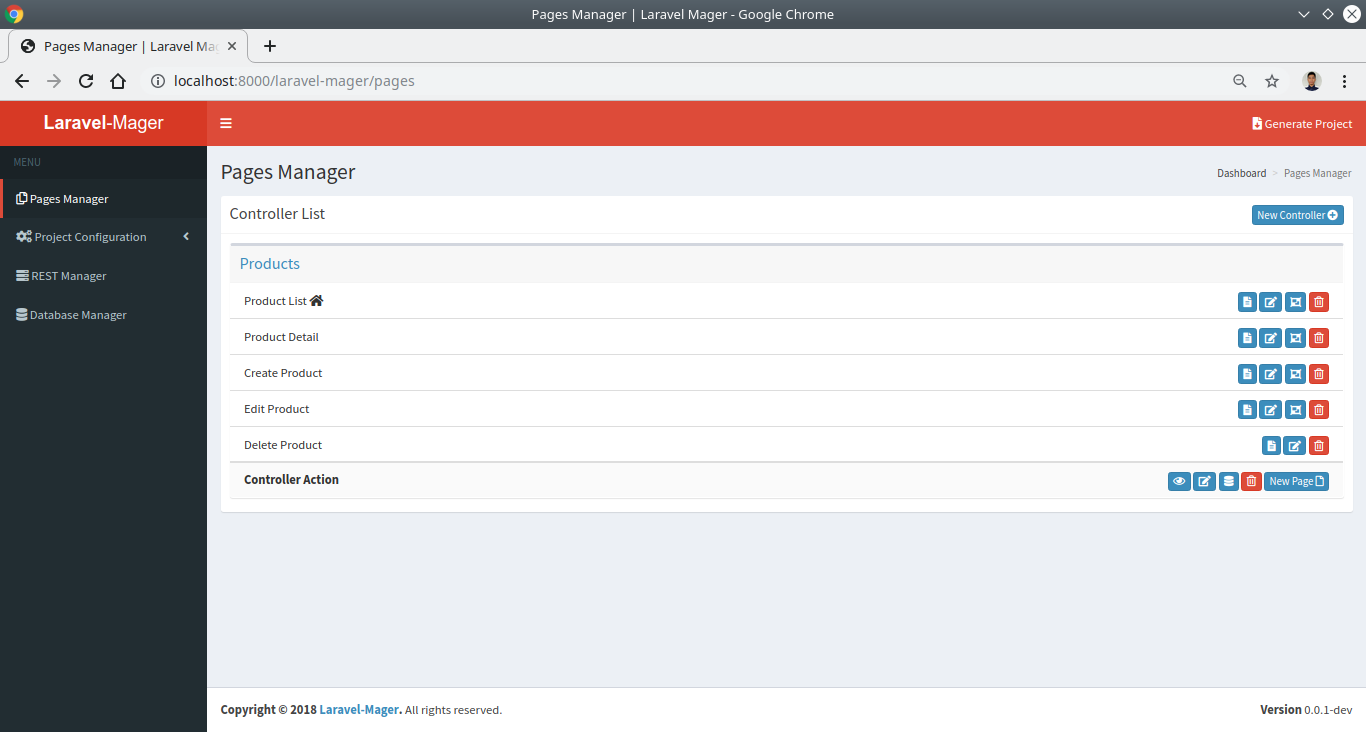 Pages Manager | Laravel Mager - Google Chrome
Pages Manager | Laravel Mag
localhost:8000/laravel-mager/pages
Laravel-Mager
Generate Project
MENU
Pages Manager
Project Configuration
REST Manager
Database Manager
Pages Manager
Dashboard > Pages Manager
Controller List
New Controller
Products
Product List
Product Detail
Create Product
Edit Product
Delete Product
Controller Action
New Page
Copyright © 2018 Laravel-Mager. All rights reserved.
Version 0.0.1-dev